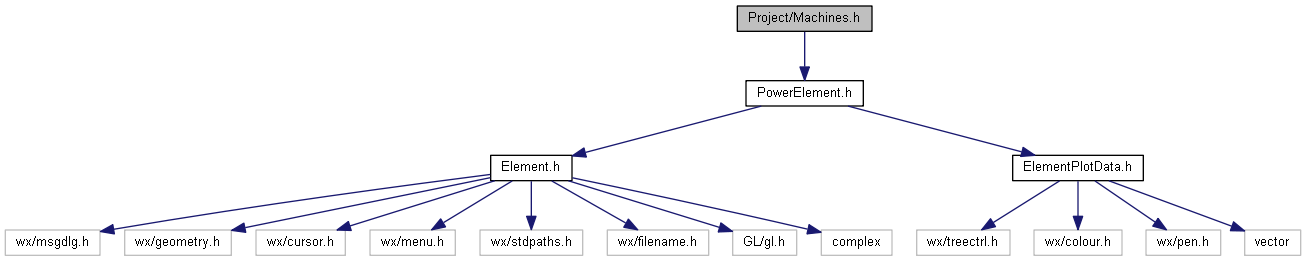 Project/Machines.h
PowerElement.h
Element.h
ElementPlotData.h
wx/msgdlg.h
wx/geometry.h
wx/cursor.h
wx/menu.h
wx/stdpaths.h
wx/filename.h
GL/gl.h
complex
wx/treectrl.h
wx/colour.h
wx/pen.h
vector